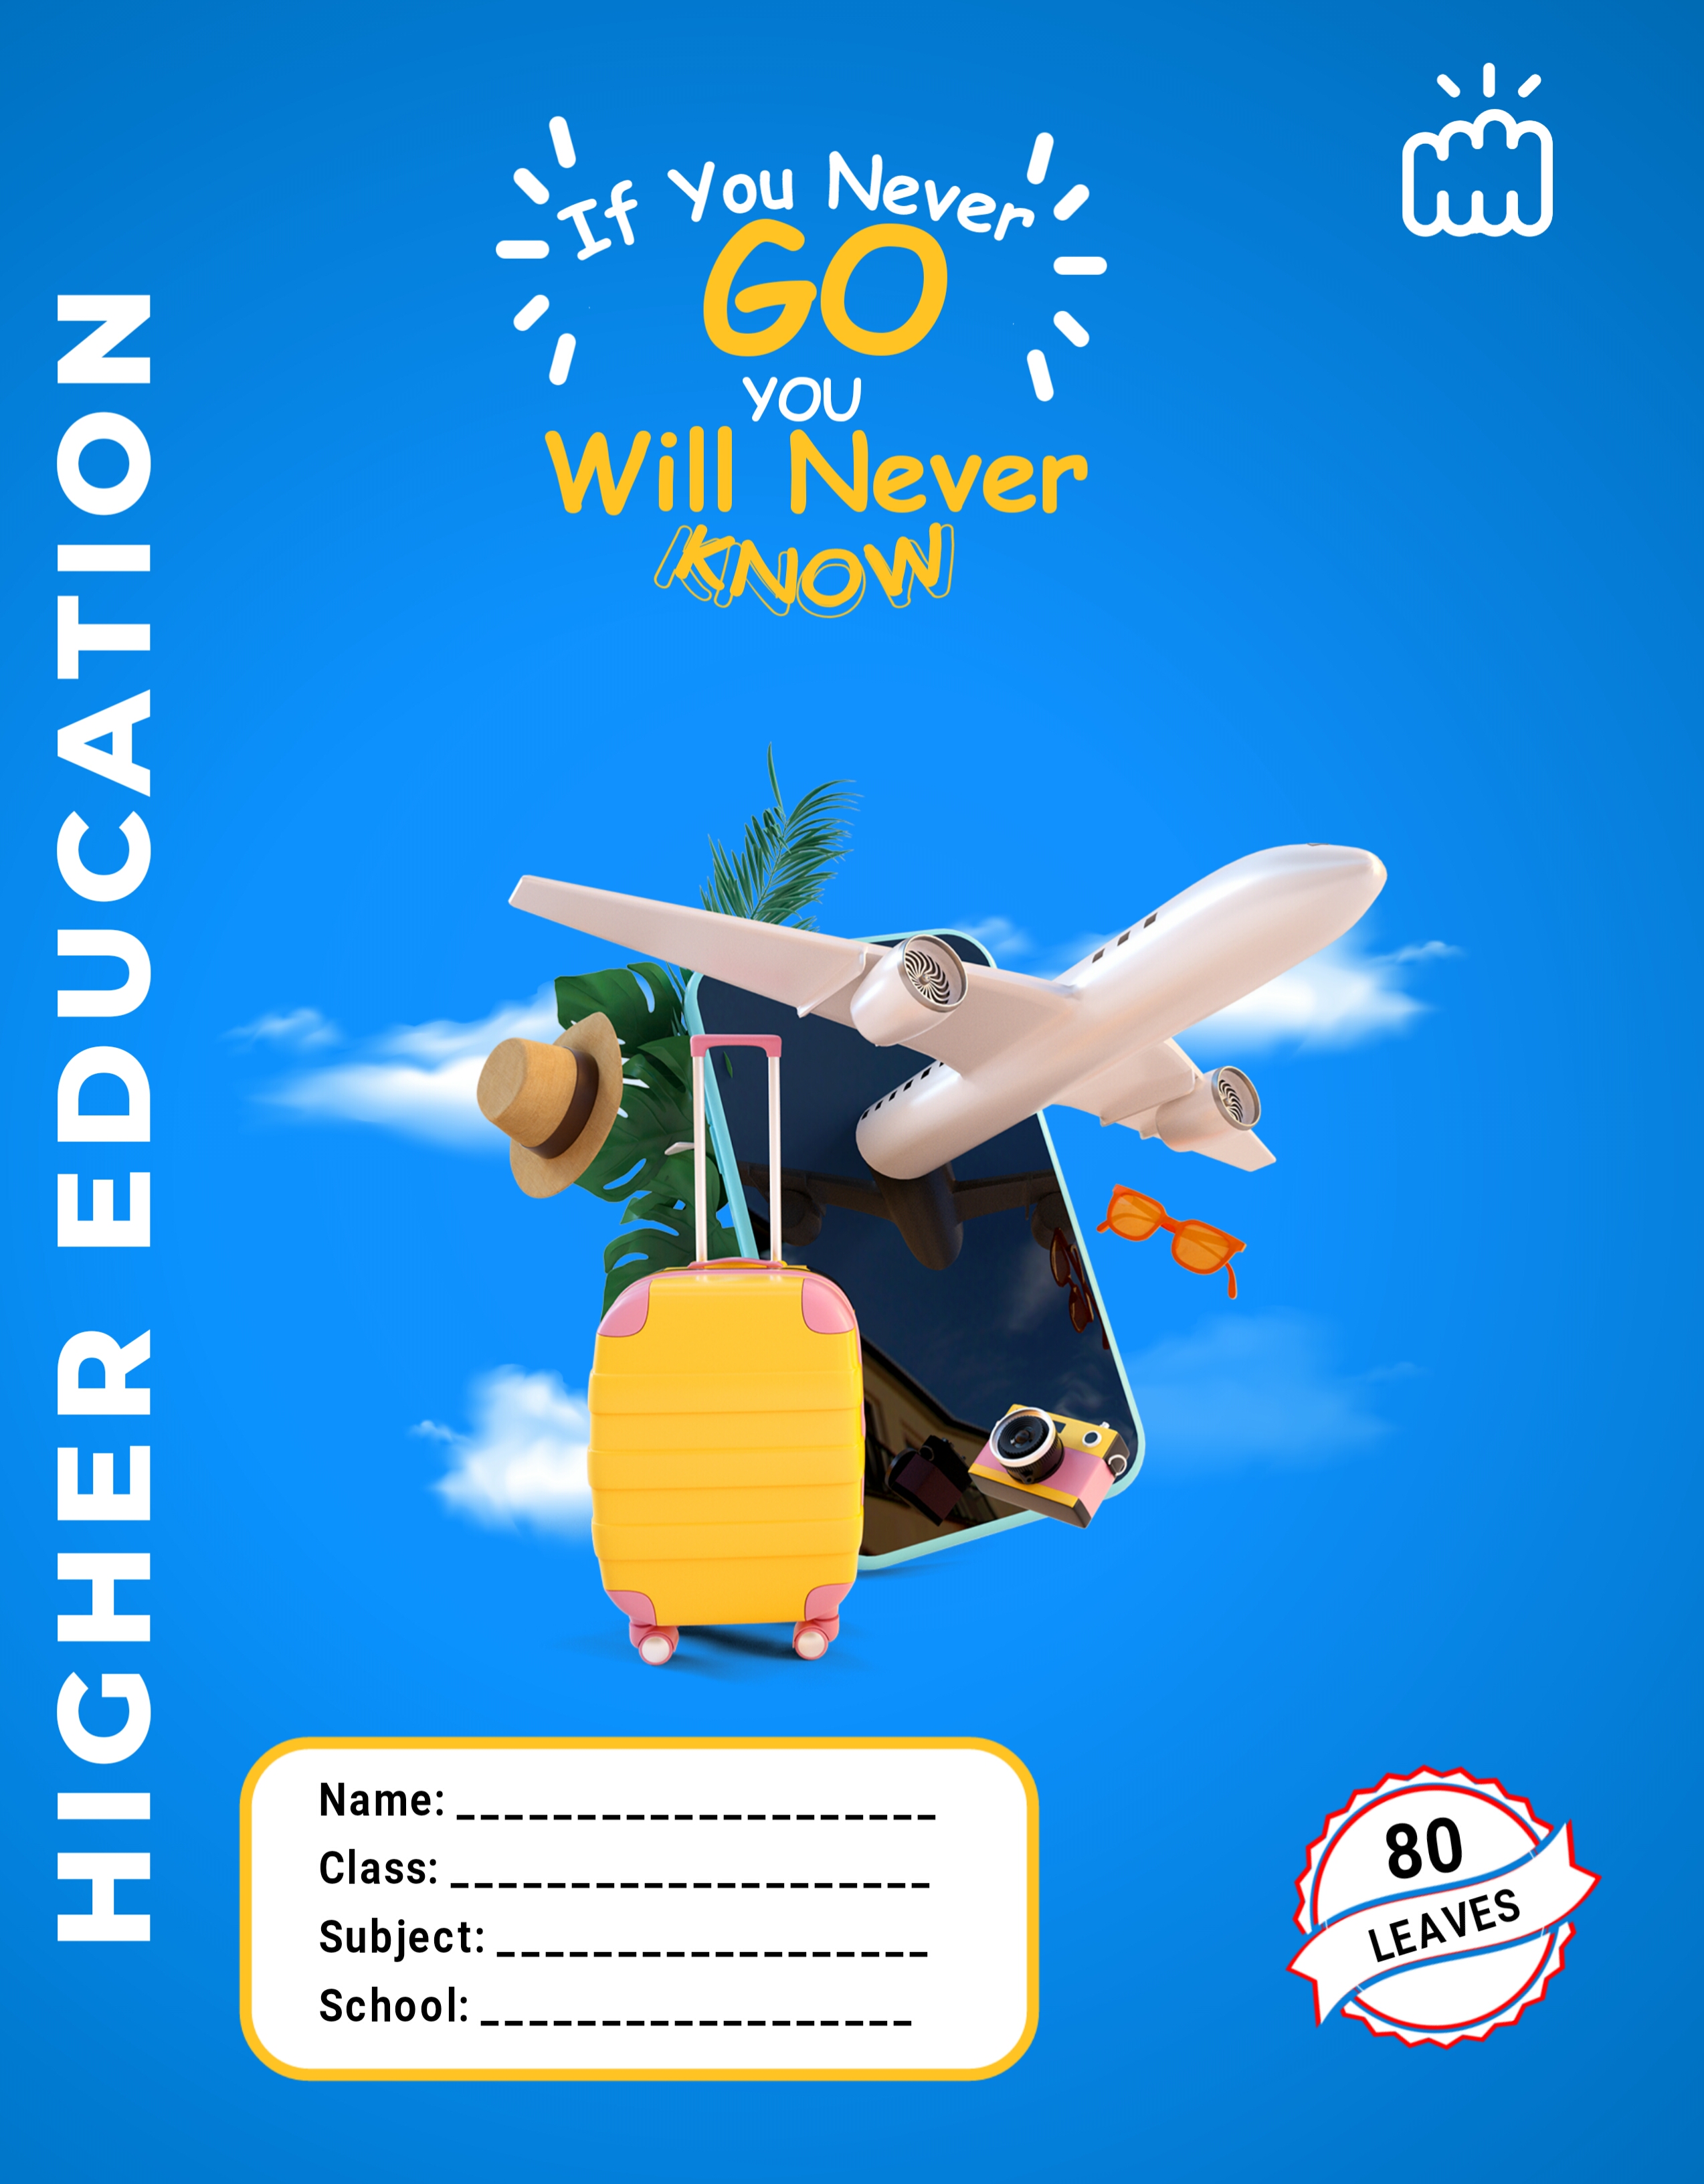 If You Never
GO
YOU
Will Never
KNOW
HIGHER EDUCATION
Name: ____________________
Class: ____________________
Subject: __________________
School: __________________
80
LEAVES